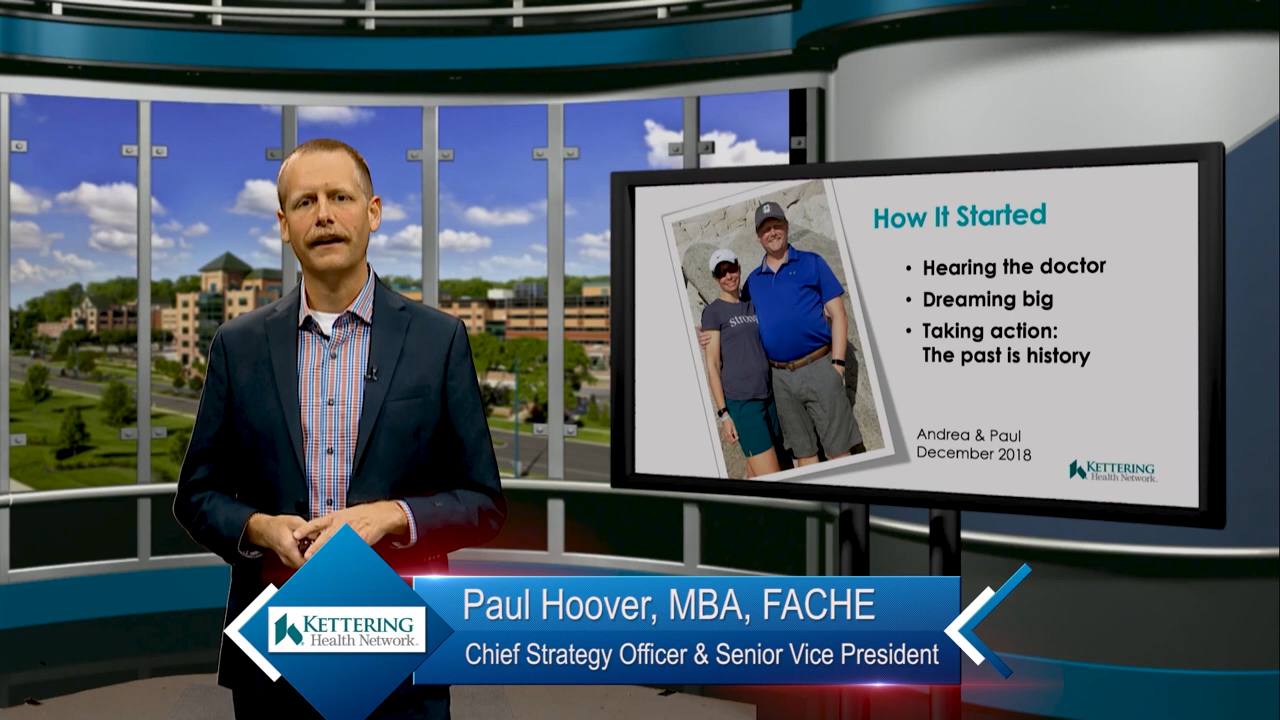 How It Started
• Hearing the doctor
• Dreaming big
• Taking action:
The past is history
Andrea & Paul
December 2018
KETTERING
Health Network
Paul Hoover, MBA, FACHE
Chief Strategy Officer & Senior Vice President
KETTERING
Health Network